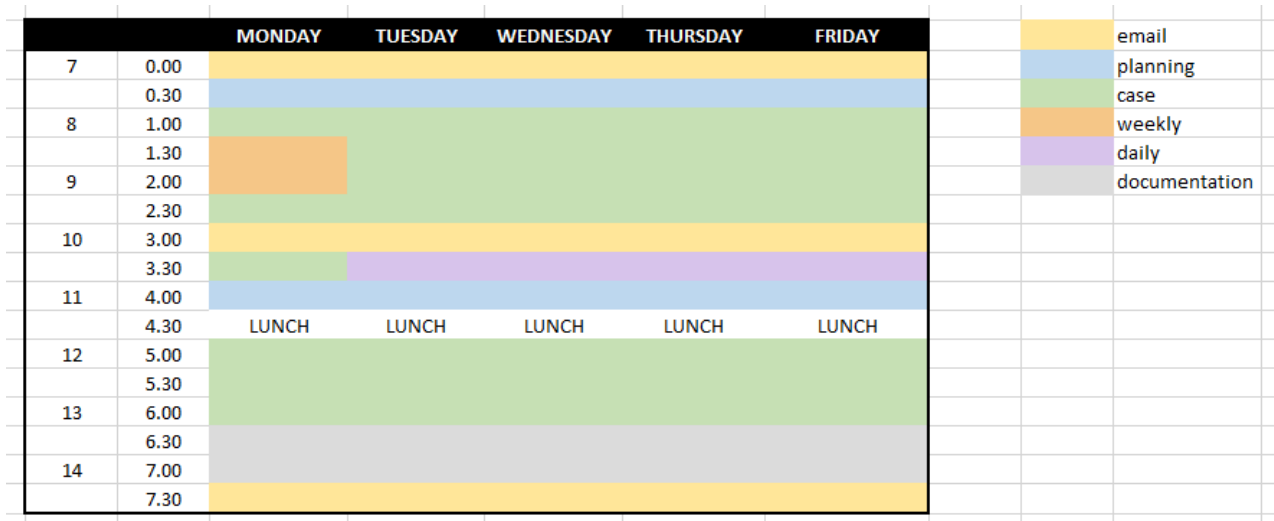 MONDAY TUESDAY WEDNESDAY THURSDAY FRIDAY
7 0.00
0.30
8 1.00
1.30
9 2.00
2.30
10 3.00
3.30
11 4.00
4.30 LUNCH LUNCH LUNCH LUNCH LUNCH
12 5.00
5.30
13 6.00
6.30
14 7.00
7.30
email
planning
case
weekly
daily
documentation